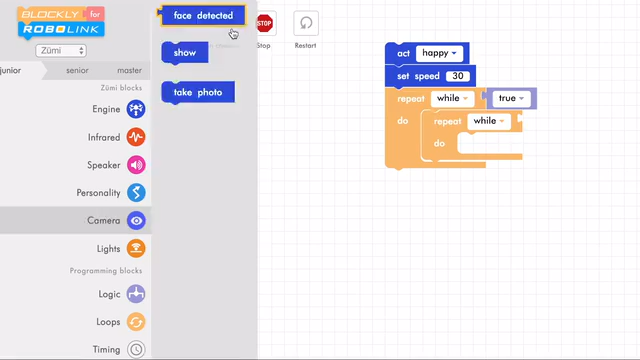 BLOCKLY for
ROBOLINK
Zümi
junior senior master
Zümi blocks
Engine
Infrared
Speaker
Personality
Camera
Lights
Programming blocks
Logic
Loops
Timing
face detected
show
take photo
STOP
Stop
Restart
act happy
set speed 30
repeat while true
do
repeat while
do